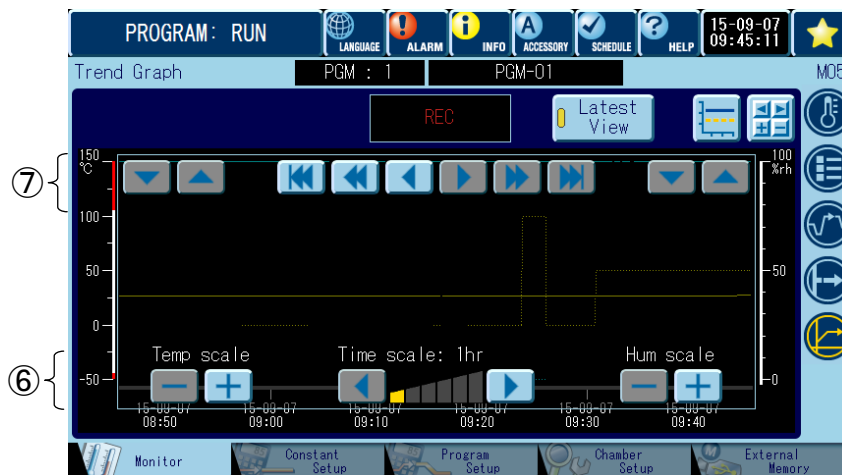 PROGRAM: RUN
LANGUAGE
ALARM
INFO
ACCESSORY
SCHEDULE
HELP
15-09-07
09:45:11
Trend Graph
PGM : 1
PGM-01
M05
REC
Latest
View
⑦
150
°C
100
%rh
100
50
50
0
⑥
Temp scale
Time scale: 1hr
Hum scale
-50
0
15-09-07
08:50
15-09-07
09:00
15-09-07
09:10
15-09-07
09:20
15-09-07
09:30
15-09-07
09:40
Monitor
Constant
Setup
Program
Setup
Chamber
Setup
External
Memory